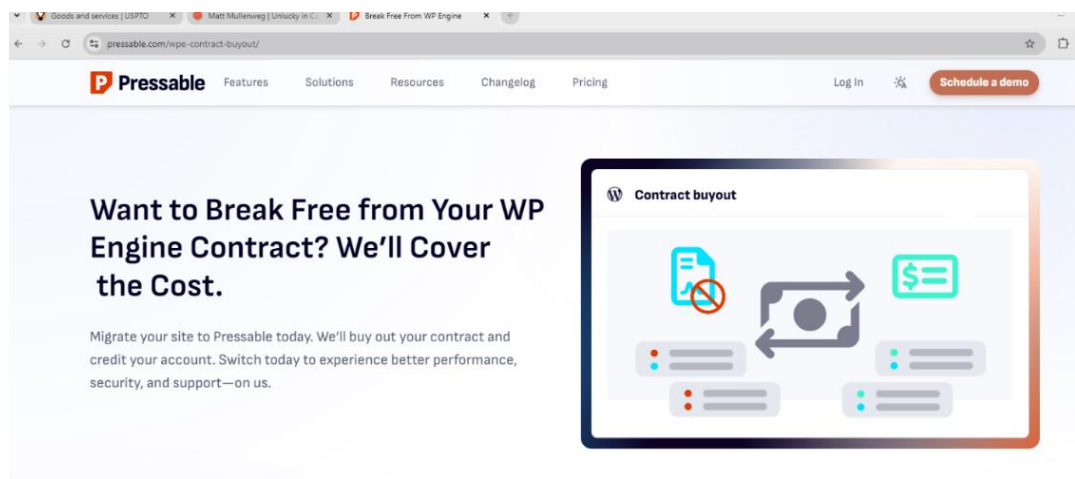 Goods and services | USPTO
Matt Mullenweg | Unlucky in C
Break Free From WP Engine
pressable.com/wpe-contract-buyout/
Pressable Features Solutions Resources Changelog Pricing Log In Schedule a demo
Want to Break Free from Your WP
Engine Contract? We'll Cover
the Cost.
Migrate your site to Pressable today. We'll buy out your contract and
credit your account. Switch today to experience better performance,
security, and support—on us.
Contract buyout